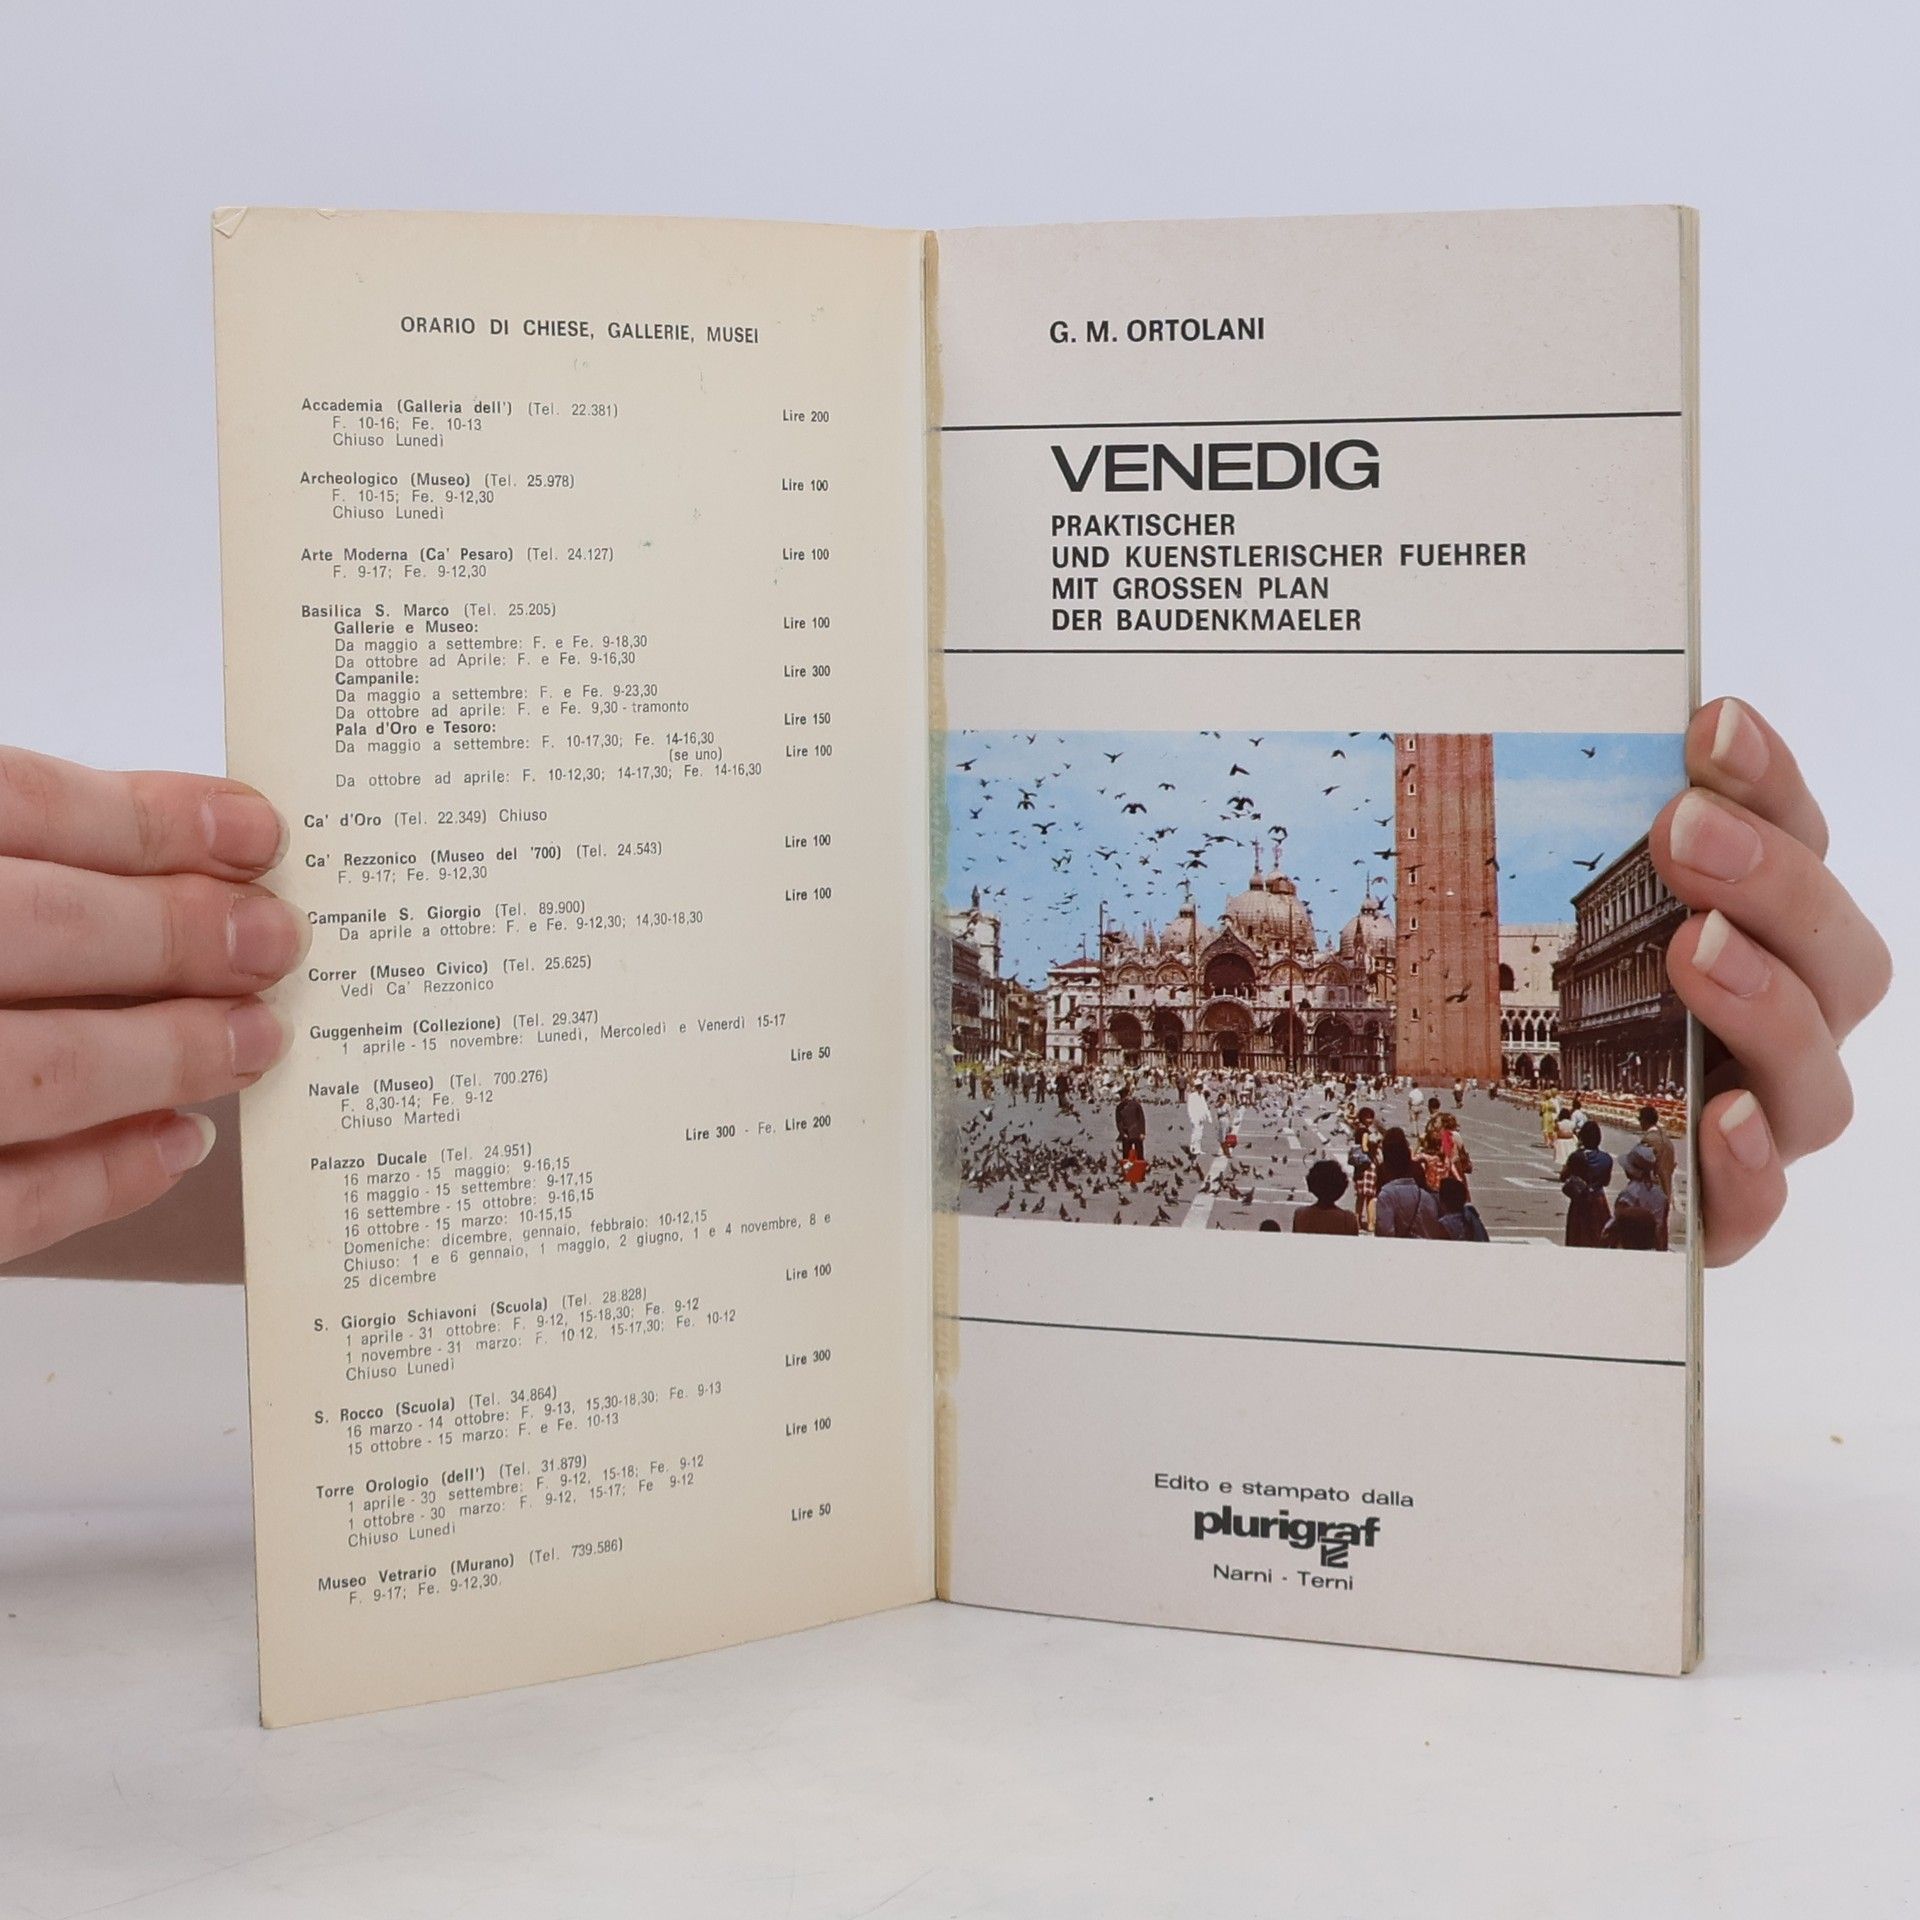 ORARIO DI CHIESE, GALLERIE, MUSEI
Accademia (Galleria dell') (Tel. 22.381) Lire 200
F. 10-16; Fe. 10-13
Chiuso Lunedì
Archeologico (Museo) (Tel. 25.978) Lire 100
F. 10-15; Fe. 9-12,30
Chiuso Lunedì
Arte Moderna (Ca' Pesaro) (Tel. 24.127) Lire 100
F. 9-17; Fe. 9-12,30
Basilica S. Marco (Tel. 25.205)
Gallerie e Museo: Lire 100
Da maggio a settembre: F. e Fe. 9-18,30
Da ottobre ad Aprile: F. e Fe. 9-16,30
Campanile: Lire 300
Da maggio a settembre: F. e Fe. 9-23,30
Da ottobre ad aprile: F. e Fe. 9,30 - tramonto
Pala d'Oro e Tesoro: Lire 150
Da maggio a settembre: F. 10-17,30; Fe. 14-16,30
(se uno) Lire 100
Da ottobre ad aprile: F. 10-12,30; 14-17,30; Fe. 14-16,30
Ca' d'Oro (Tel. 22.349) Chiuso
Ca' Rezzonico (Museo del '700) (Tel. 24.543) Lire 100
F. 9-17; Fe. 9-12,30
Campanile S. Giorgio (Tel. 89.900) Lire 100
Da aprile a ottobre: F. e Fe. 9-12,30; 14,30-18,30
Correr (Museo Civico) (Tel. 25.625)
Vedi Ca' Rezzonico
Guggenheim (Collezione) (Tel. 29.347)
1 aprile - 15 novembre: Lunedì, Mercoledì e Venerdì 15-17
Navale (Museo) (Tel. 700.276) Lire 50
F. 8,30-14; Fe. 9-12
Chiuso Martedì
Palazzo Ducale (Tel. 24.951) Lire 300 - Fe. Lire 200
16 marzo - 15 maggio: 9-16,15
16 maggio - 15 settembre: 9-17,15
16 settembre - 15 ottobre: 9-16,15
16 ottobre - 15 marzo: 10-15,15
Domeniche: dicembre, gennaio, febbraio: 10-12,15
Chiuso: 1 e 6 gennaio, 1 maggio, 2 giugno, 1 e 4 novembre, 8 e
25 dicembre
S. Giorgio Schiavoni (Scuola) (Tel. 28.828) Lire 100
1 aprile - 31 ottobre: F. 9-12, 15-18,30; Fe. 9-12
1 novembre - 31 marzo: F. 10-12, 15-17,30; Fe. 10-12
Chiuso Lunedì
S. Rocco (Scuola) (Tel. 34.864) Lire 300
16 marzo - 14 ottobre: F. 9-13, 15,30-18,30; Fe. 9-13
15 ottobre - 15 marzo: F. e Fe. 10-13
Torre Orologio (dell') (Tel. 31.879) Lire 100
1 aprile - 30 settembre: F. 9-12, 15-18; Fe. 9-12
1 ottobre - 30 marzo: F. 9-12, 15-17; Fe 9-12
Chiuso Lunedì
Museo Vetrario (Murano) (Tel. 739.586) Lire 50
F. 9-17; Fe. 9-12,30.
G. M. ORTOLANI
VENEDIG
PRAKTISCHER
UND KUENSTLERISCHER FUEHRER
MIT GROSSEN PLAN
DER BAUDENKMAELER
Edito e stampato dalla
plurigraf
Narni - Terni